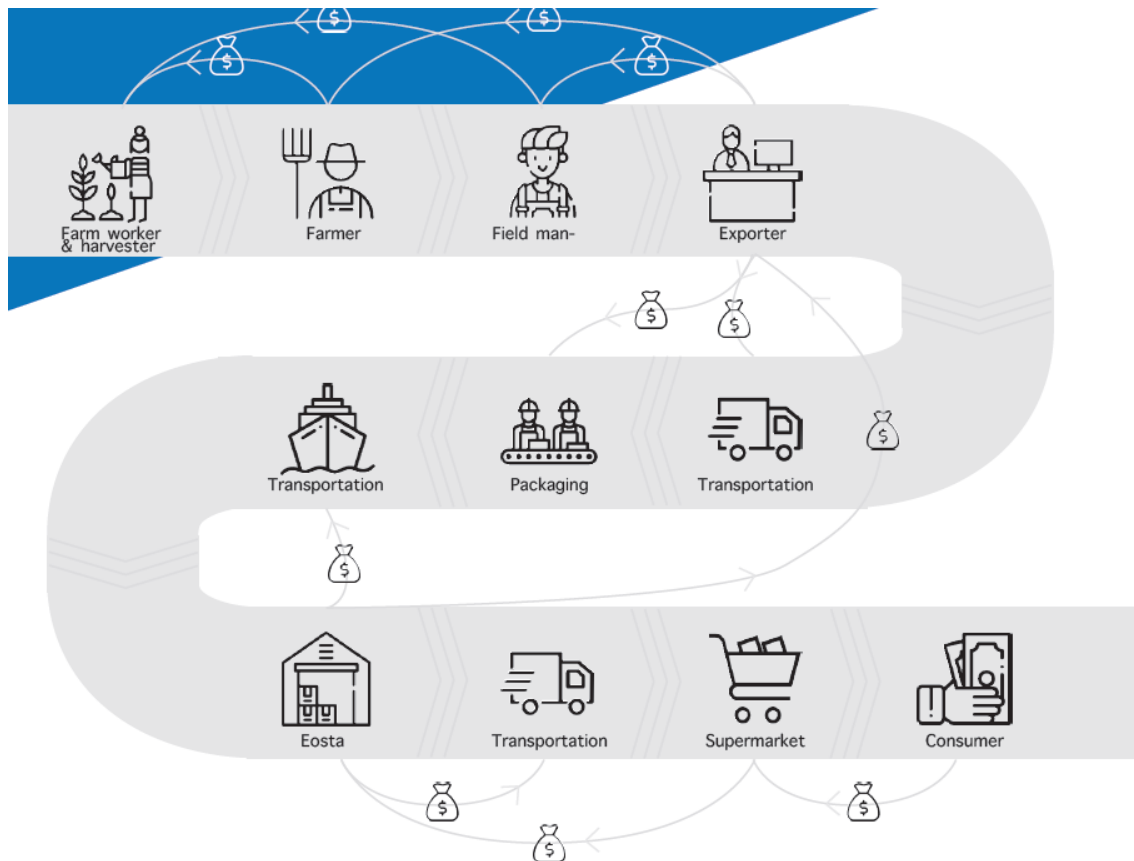 $
$
$
$
Farm worker
& harvester
Farmer
Field man-
Exporter
$
$
$
Transportation
Packaging
Transportation
$
Eosta
Transportation
Supermarket
Consumer
$
$
$